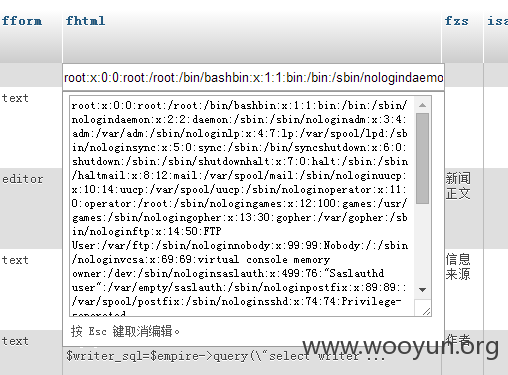 fform fhtml fzs isa
root:x:0:0:root:/root:/bin/bashbin:x:1:1:bin:/bin:/sbin/nologindaemo
text
root:x:0:0:root:/root:/bin/bashbin:x:1:1:bin:/bin:/sbin/
nologindaemon:x:2:2:daemon:/sbin:/sbin/nologinadm:x:3:4:
adm:/var/adm:/sbin/nologinlp:x:4:7:lp:/var/spool/lpd:/sb
in/nologinsync:x:5:0:sync:/sbin:/bin/syncshutdown:x:6:0:
shutdown:/sbin:/sbin/shutdownhalt:x:7:0:halt:/sbin:/sbin
/haltmail:x:8:12:mail:/var/spool/mail:/sbin/nologinuucp:
x:10:14:uucp:/var/spool/uucp:/sbin/nologinoperator:x:11:
0:operator:/root:/sbin/nologingames:x:12:100:games:/usr/
games:/sbin/nologingopher:x:13:30:gopher:/var/gopher:/sb
in/nologinftp:x:14:50:FTP
User:/var/ftp:/sbin/nologinnobody:x:99:99:Nobody:/:/sbin
/nologinvcsa:x:69:69:virtual console memory
owner:/dev:/sbin/nologinsaslauth:x:499:76:"Saslauthd
user":/var/empty/saslauth:/sbin/nologinpostfix:x:89:89::
/var/spool/postfix:/sbin/nologinsshd:x:74:74:Privilege-
separated
editor
新闻
正文
text
信息
来源
按 Esc 键取消编辑。
text
作者
$writer_sql=$empire->query(\"select writer ...
www.wooyun.org